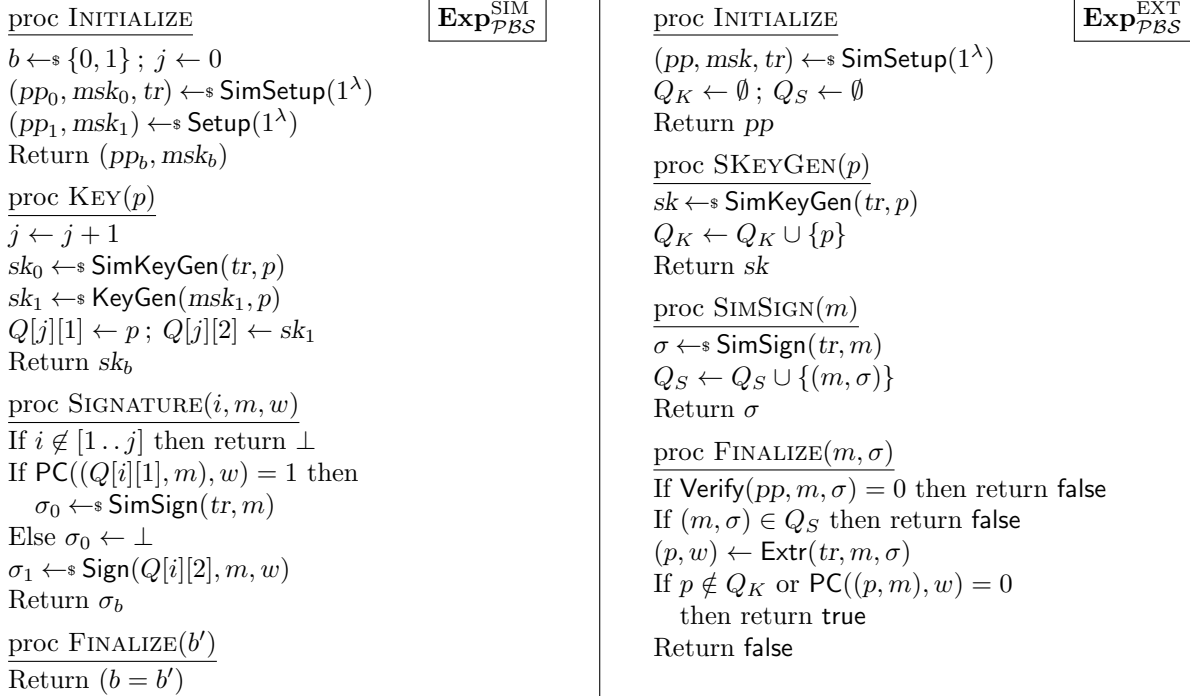 proc INITIALIZE
Exp^{SIM}_{PBS}
b ←$ {0, 1} ; j ← 0
(pp_0, msk_0, tr) ←$ SimSetup(1^λ)
(pp_1, msk_1) ←$ Setup(1^λ)
Return (pp_b, msk_b)
proc KEY(p)
j ← j + 1
sk_0 ←$ SimKeyGen(tr, p)
sk_1 ←$ KeyGen(msk_1, p)
Q[j][1] ← p ; Q[j][2] ← sk_1
Return sk_b
proc SIGNATURE(i, m, w)
If i ∉ [1 . . j] then return ⊥
If PC((Q[i][1], m), w) = 1 then
σ_0 ←$ SimSign(tr, m)
Else σ_0 ← ⊥
σ_1 ←$ Sign(Q[i][2], m, w)
Return σ_b
proc FINALIZE(b′)
Return (b = b′)
proc INITIALIZE
Exp^{EXT}_{PBS}
(pp, msk, tr) ←$ SimSetup(1^λ)
Q_K ← ∅ ; Q_S ← ∅
Return pp
proc SKEYGEN(p)
sk ←$ SimKeyGen(tr, p)
Q_K ← Q_K ∪ {p}
Return sk
proc SIMSIGN(m)
σ ←$ SimSign(tr, m)
Q_S ← Q_S ∪ {(m, σ)}
Return σ
proc FINALIZE(m, σ)
If Verify(pp, m, σ) = 0 then return false
If (m, σ) ∈ Q_S then return false
(p, w) ← Extr(tr, m, σ)
If p ∉ Q_K or PC((p, m), w) = 0
then return true
Return false